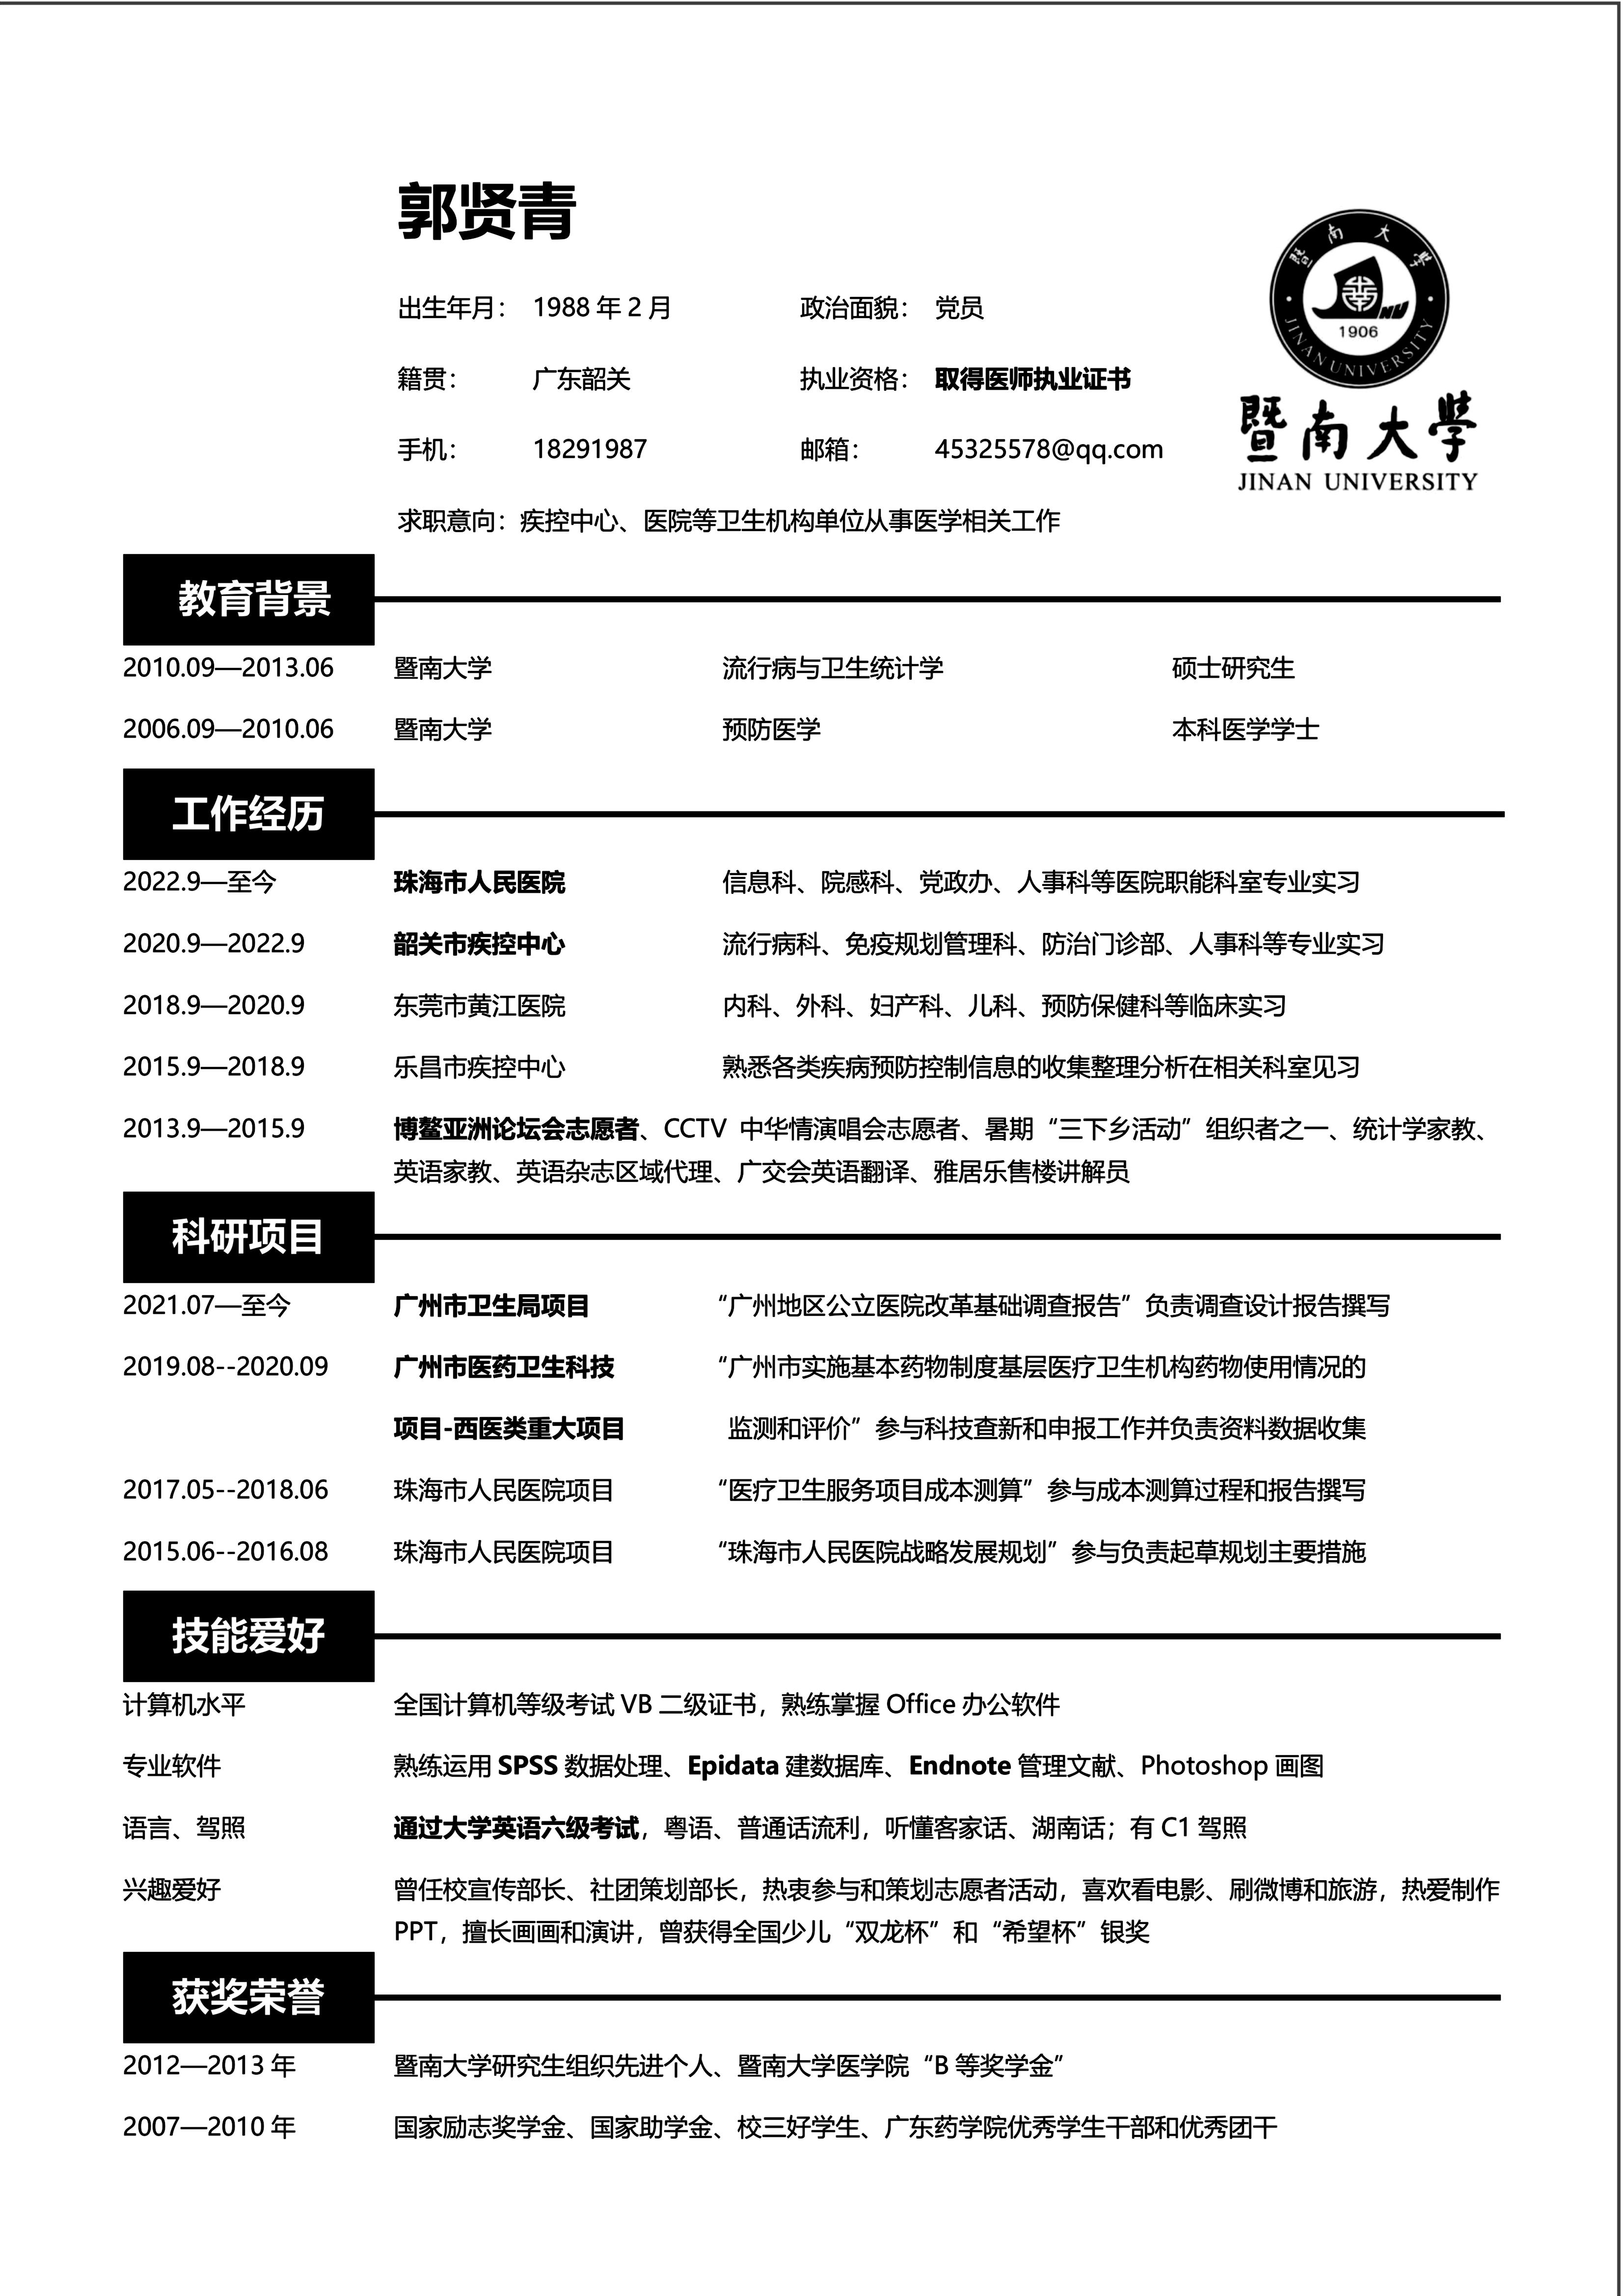 郭贤青
出生年月： 1988 年 2 月 政治面貌： 党员
籍贯： 广东韶关 执业资格： 取得医师执业证书
手机： 18291987 邮箱： 45325578@qq.com
求职意向：疾控中心、医院等卫生机构单位从事医学相关工作
暨南大学
JINAN UNIVERSITY
1906
暨南大学
JINAN UNIVERSITY
教育背景
2010.09—2013.06 暨南大学 流行病与卫生统计学 硕士研究生
2006.09—2010.06 暨南大学 预防医学 本科医学学士
工作经历
2022.9—至今 珠海市人民医院 信息科、院感科、党政办、人事科等医院职能科室专业实习
2020.9—2022.9 韶关市疾控中心 流行病科、免疫规划管理科、防治门诊部、人事科等专业实习
2018.9—2020.9 东莞市黄江医院 内科、外科、妇产科、儿科、预防保健科等临床实习
2015.9—2018.9 乐昌市疾控中心 熟悉各类疾病预防控制信息的收集整理分析在相关科室见习
2013.9—2015.9 博鳌亚洲论坛会志愿者、CCTV 中华情演唱会志愿者、暑期“三下乡活动”组织者之一、统计学家教、
英语家教、英语杂志区域代理、广交会英语翻译、雅居乐售楼讲解员
科研项目
2021.07—至今 广州市卫生局项目 “广州地区公立医院改革基础调查报告”负责调查设计报告撰写
2019.08--2020.09 广州市医药卫生科技 “广州市实施基本药物制度基层医疗卫生机构药物使用情况的
项目-西医类重大项目 监测和评价”参与科技查新和申报工作并负责资料数据收集
2017.05--2018.06 珠海市人民医院项目 “医疗卫生服务项目成本测算”参与成本测算过程和报告撰写
2015.06--2016.08 珠海市人民医院项目 “珠海市人民医院战略发展规划”参与负责起草规划主要措施
技能爱好
计算机水平 全国计算机等级考试 VB 二级证书，熟练掌握 Office 办公软件
专业软件 熟练运用 SPSS 数据处理、Epidata 建数据库、Endnote 管理文献、Photoshop 画图
语言、驾照 通过大学英语六级考试，粤语、普通话流利，听懂客家话、湖南话；有 C1 驾照
兴趣爱好 曾任校宣传部长、社团策划部长，热衷参与和策划志愿者活动，喜欢看电影、刷微博和旅游，热爱制作
PPT，擅长画画和演讲，曾获得全国少儿“双龙杯”和“希望杯”银奖
获奖荣誉
2012—2013 年 暨南大学研究生组织先进个人、暨南大学医学院“B 等奖学金”
2007—2010 年 国家励志奖学金、国家助学金、校三好学生、广东药学院优秀学生干部和优秀团干